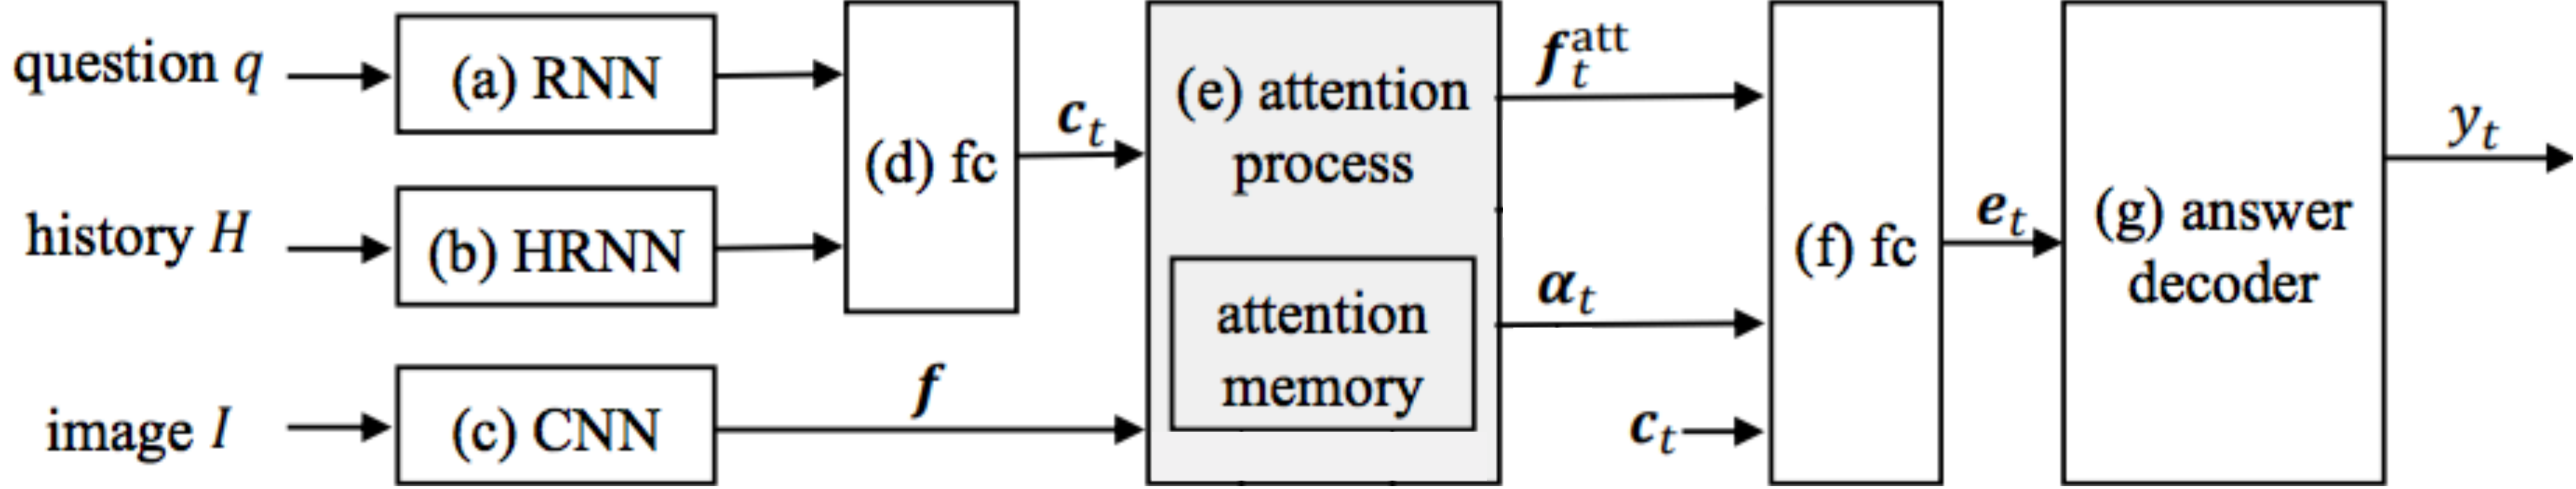 question q
(a) RNN
history H
(b) HRNN
image I
(c) CNN
(d) fc
c_t
f
(e) attention
process
attention
memory
f_t^att
α_t
c_t
(f) fc
e_t
(g) answer
decoder
y_t